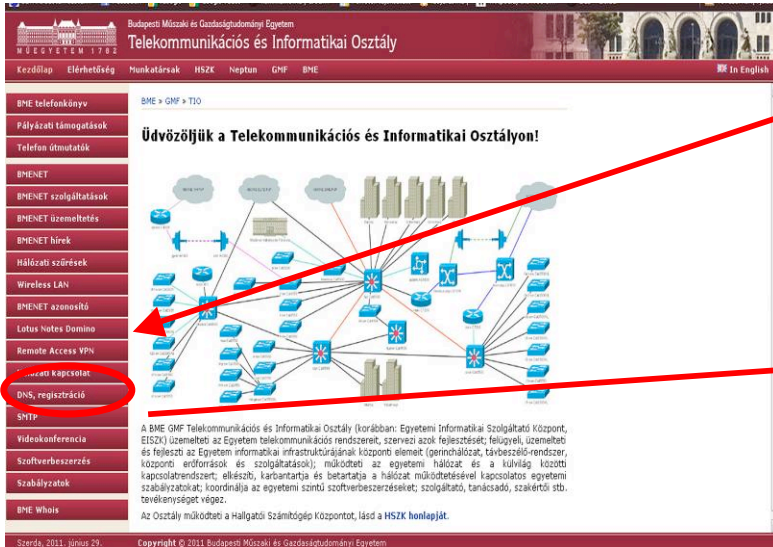 MŰEGYETEM 1782
Budapesti Műszaki és Gazdaságtudományi Egyetem
Telekommunikációs és Informatikai Osztály
Kezdőlap Elérhetőség Munkatársak HSZK Neptun GMF BME In English
BME telefonkönyv
Pályázati támogatások
Telefon útmutatók
BMENET
BMENET szolgáltatások
BMENET üzemeltetés
BMENET hírek
Hálózati szűrések
Wireless LAN
BMENET azonosító
Lotus Notes Domino
Remote Access VPN
kapcsolat
DNS, regisztráció
SMTP
Videokonferencia
Szoftverbeszerzés
Szabályzatok
BME Whois
BME » GMF » TIO
Üdvözöljük a Telekommunikációs és Informatikai Osztályon!
A BME GMF Telekommunikációs és Informatikai Osztály (korábban: Egyetemi Informatikai Szolgáltató Központ,
EISZK) üzemelteti az Egyetem telekommunikációs rendszereit, szervezi azok fejlesztését; felügyeli, üzemelteti
és fejleszti az Egyetem informatikai infrastruktúrájának központi elemeit (gerinchálózat, távbeszélő-rendszer,
központi erőforrások és szolgáltatások); működteti az egyetemi hálózat és a külvilág közötti
kapcsolatrendszert; elkészíti, karbantartja és betartatja a hálózat működtetésével kapcsolatos egyetemi
szabályzatokat; koordinálja az egyetemi szintű szoftverbeszerzéseket; szolgáltató, tanácsadó, szakértői stb.
tevékenységet végez.
Az Osztály működteti a Hallgatói Számítógép Központot, lásd a HSZK honlapját.
Szerda, 2011. június 29. Copyright © 2011 Budapesti Műszaki és Gazdaságtudományi Egyetem